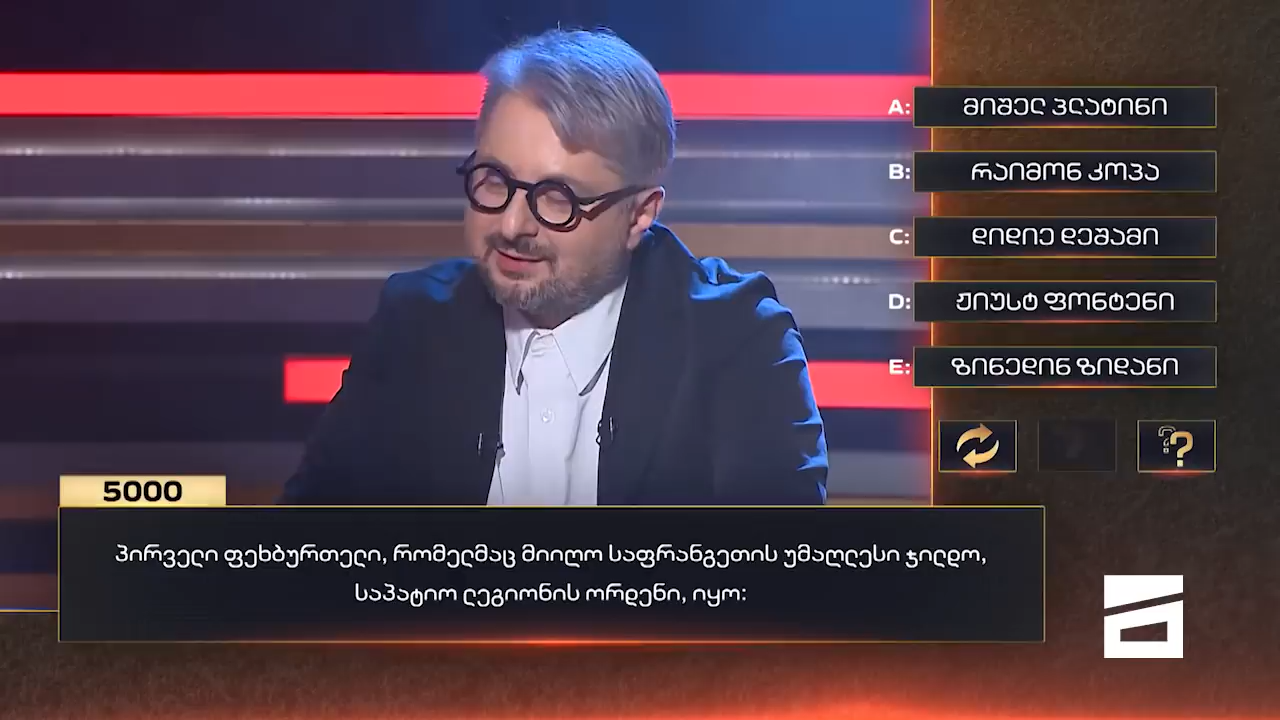 A: მიშელ პლატინი
B: რაიმონ კოპა
C: დიდიე დეშამი
D: ჟიუსტ ფონტენი
E: ზინედინ ზიდანი
5000
პირველი ფეხბურთელი, რომელმაც მიიღო საფრანგეთის უმაღლესი ჯილდო,
საპატიო ლეგიონის ორდენი, იყო: